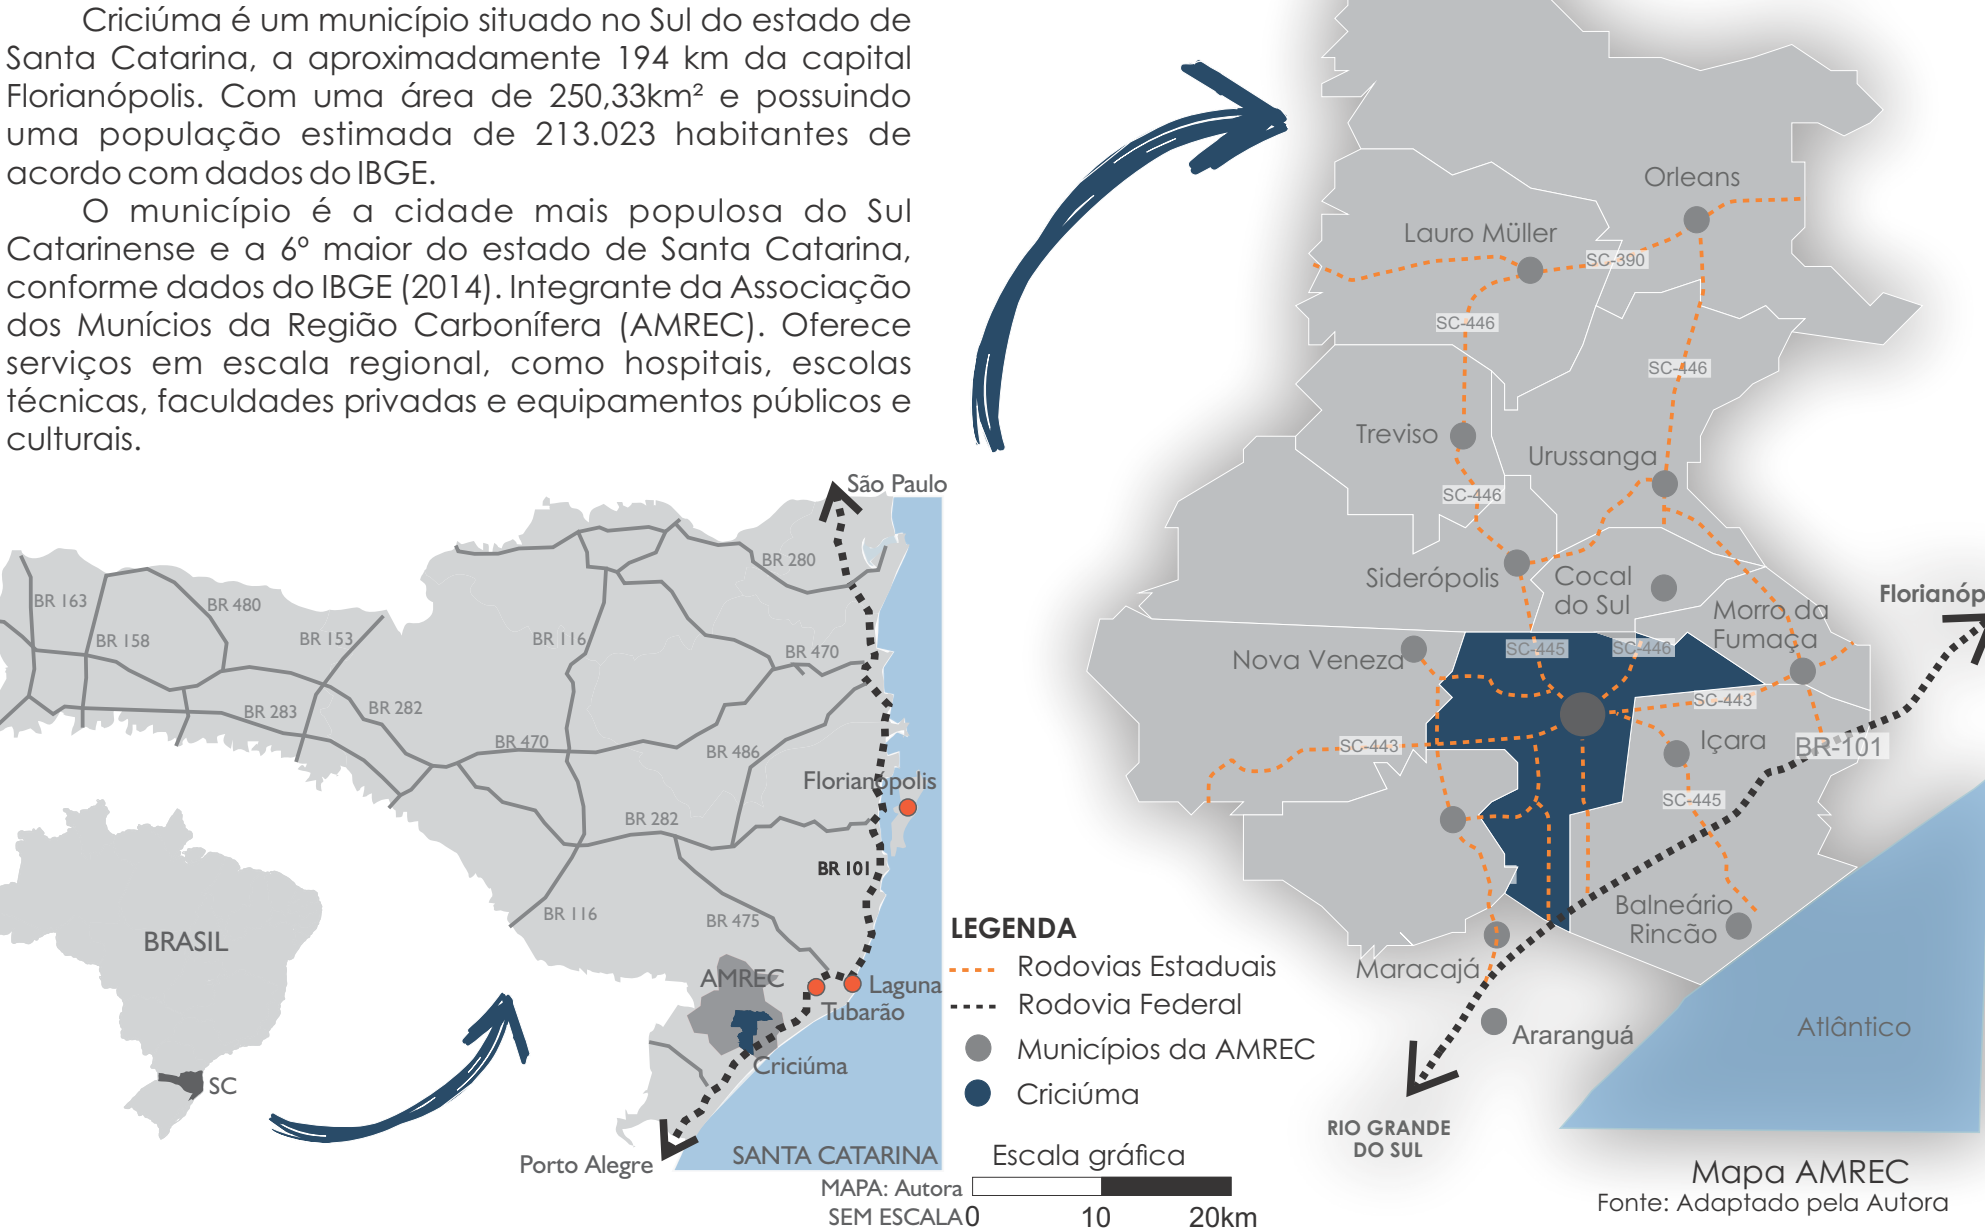 Criciúma é um município situado no Sul do estado de
Santa Catarina, a aproximadamente 194 km da capital
Florianópolis. Com uma área de 250,33km² e possuindo
uma população estimada de 213.023 habitantes de
acordo com dados do IBGE.
O município é a cidade mais populosa do Sul
Catarinense e a 6º maior do estado de Santa Catarina,
conforme dados do IBGE (2014). Integrante da Associação
dos Munícios da Região Carbonífera (AMREC). Oferece
serviços em escala regional, como hospitais, escolas
técnicas, faculdades privadas e equipamentos públicos e
culturais.
São Paulo
BR 280
BR 163
BR 480
BR 158
BR 153
BR 116
BR 470
BR 283
BR 282
BR 470
BR 486
Florianópolis
BR 282
BR 101
BR 116
BR 475
BRASIL
AMREC
Laguna
Tubarão
Criciúma
SC
Porto Alegre
SANTA CATARINA
MAPA: Autora
SEM ESCALA
LEGENDA
Rodovias Estaduais
Rodovia Federal
Municípios da AMREC
Criciúma
Escala gráfica
0 10 20km
Orleans
Lauro Müller
SC-390
SC-446
SC-446
Treviso
Urussanga
SC-446
Siderópolis
Cocal
do Sul
Morro da
Fumaça
Florianóp
Nova Veneza
SC-445
SC-446
SC-443
SC-443
Içara
BR-101
SC-445
Balneário
Rincão
Maracajá
Araranguá
Atlântico
RIO GRANDE
DO SUL
Mapa AMREC
Fonte: Adaptado pela Autora